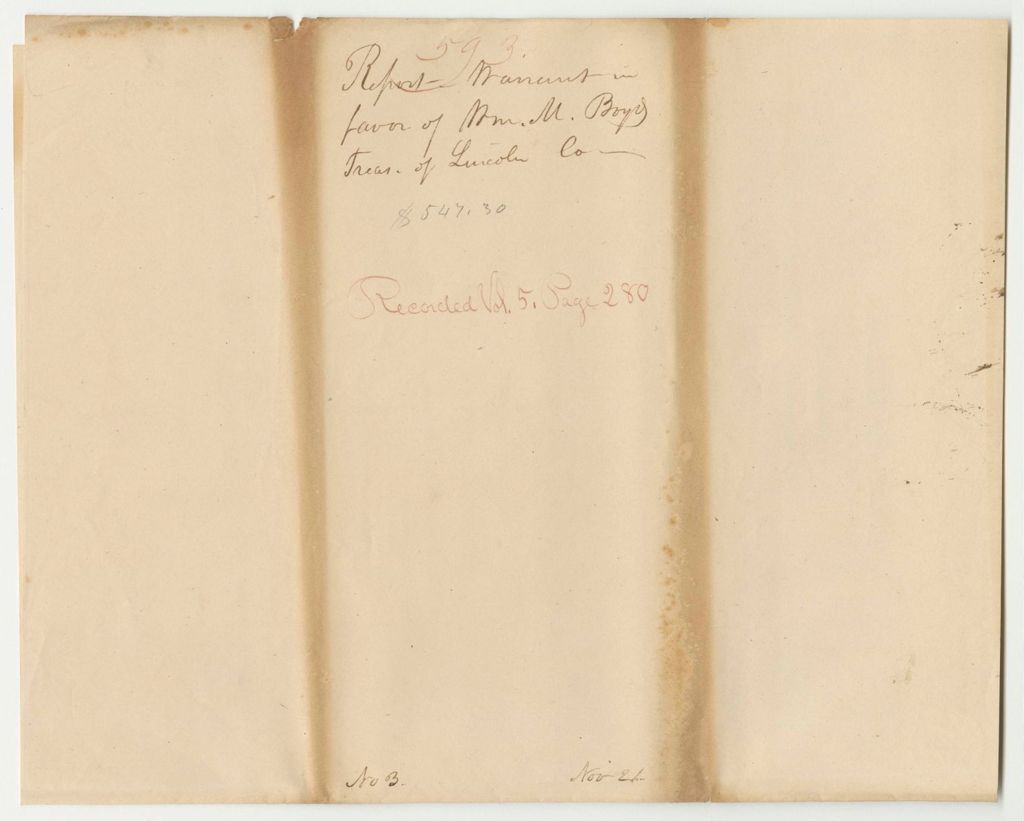 593.
Report - Warrant in
favor of Wm. M. Boyd
Treas. of Lincoln Co —
$547.30
Recorded Vol. 5. Page 280
No 3.
Nov 21